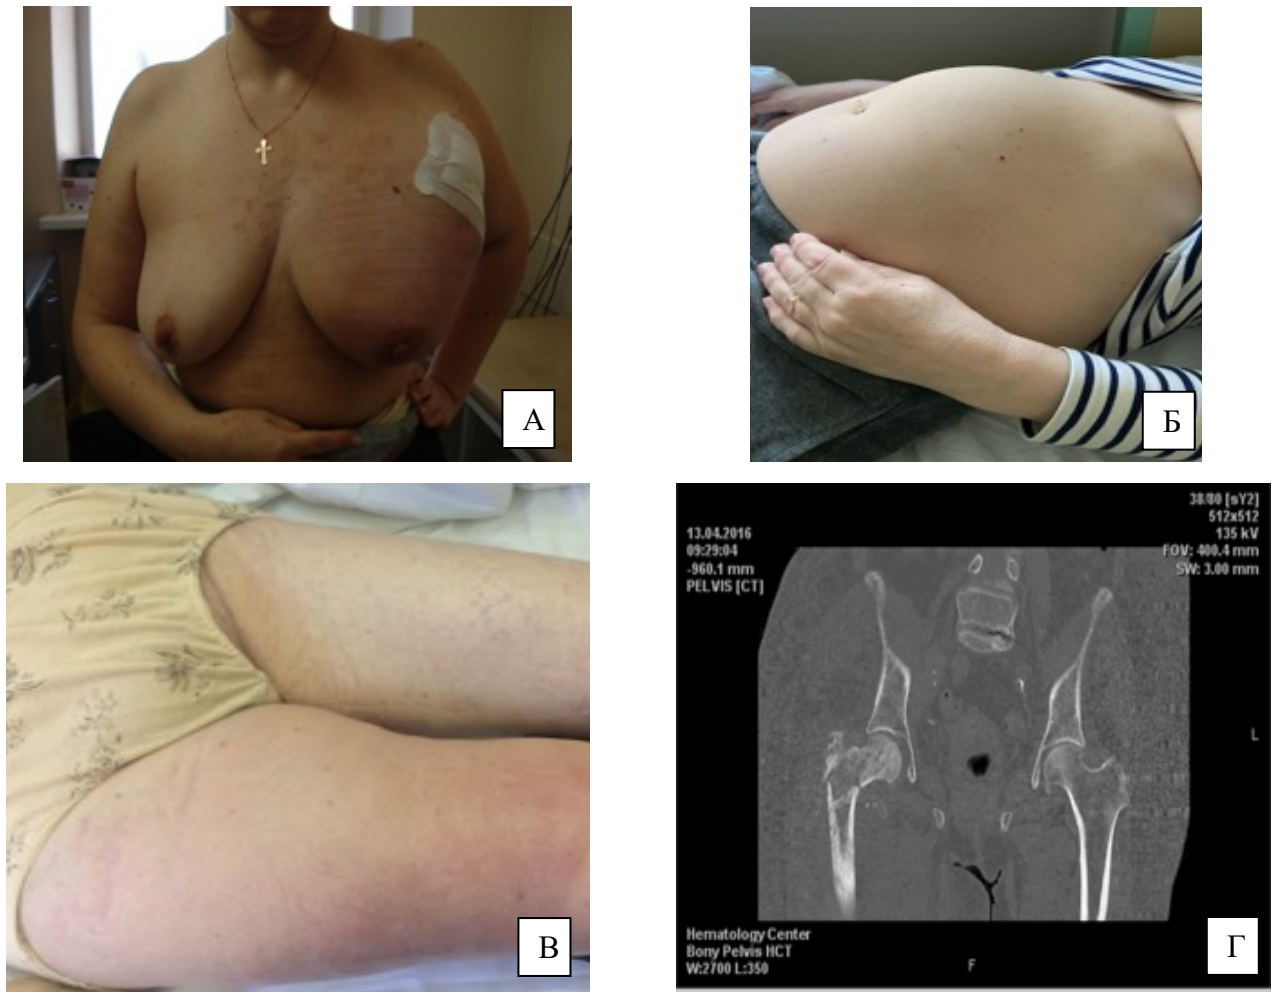 А
Б
13.04.2016
09:29:04
-960.1 mm
PELVIS [CT]
38/80 [sY2]
512x512
135 kV
FOV: 400.4 mm
SW: 3.00 mm
L
В
Hematology Center
Bony Pelvis HCT
W:2700 L:350
F
Г